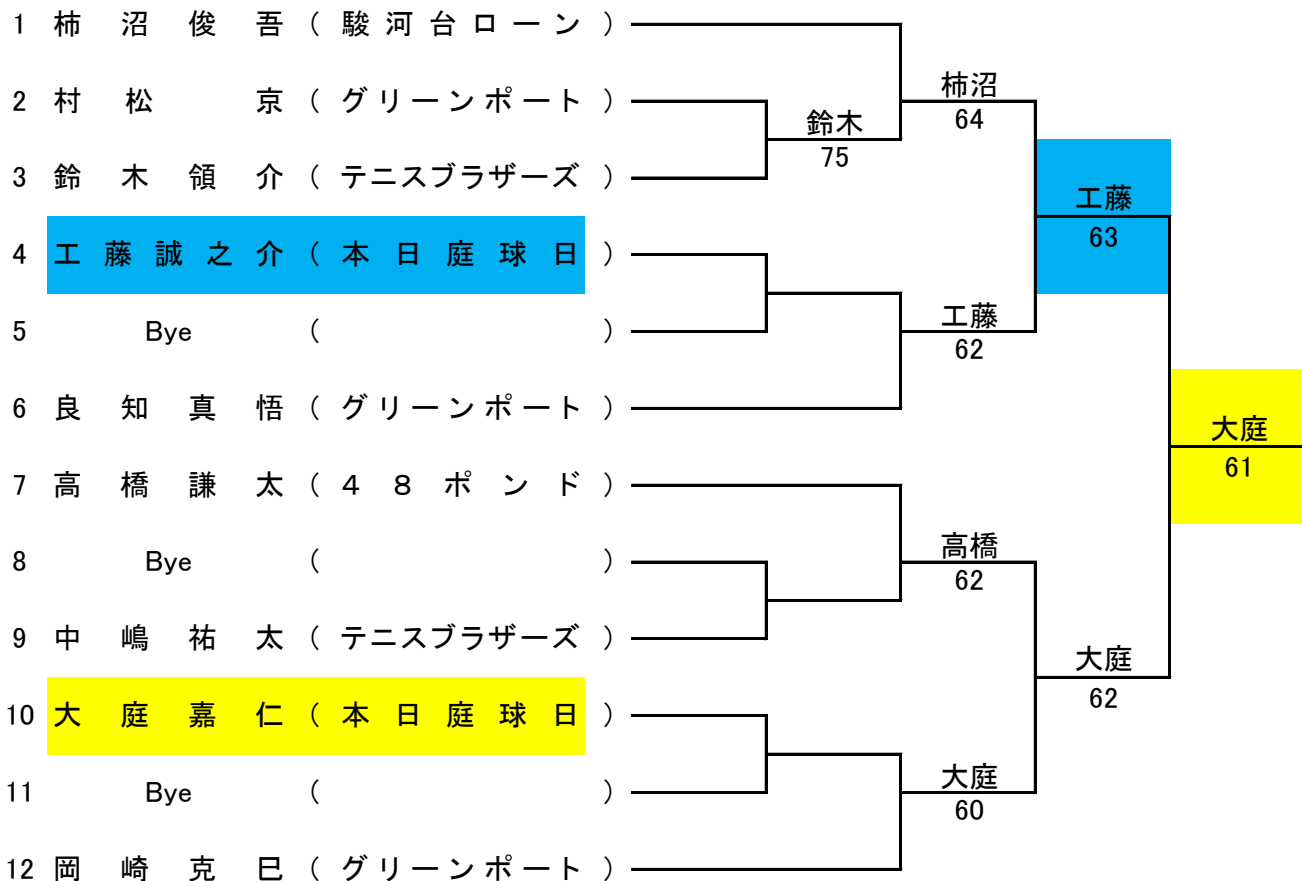 1 柿沼俊吾(駿河台ローン)
2 村松京(グリーンポート)
3 鈴木領介(テニスブラザーズ)
4 工藤誠之介(本日庭球日)
5 Bye ( )
6 良知真悟(グリーンポート)
7 高橋謙太(48ポンド)
8 Bye ( )
9 中嶋祐太(テニスブラザーズ)
10 大庭嘉仁(本日庭球日)
11 Bye ( )
12 岡崎克巳(グリーンポート)
鈴木
75
柿沼
64
工藤
62
高橋
62
大庭
60
工藤
63
大庭
62
大庭
61